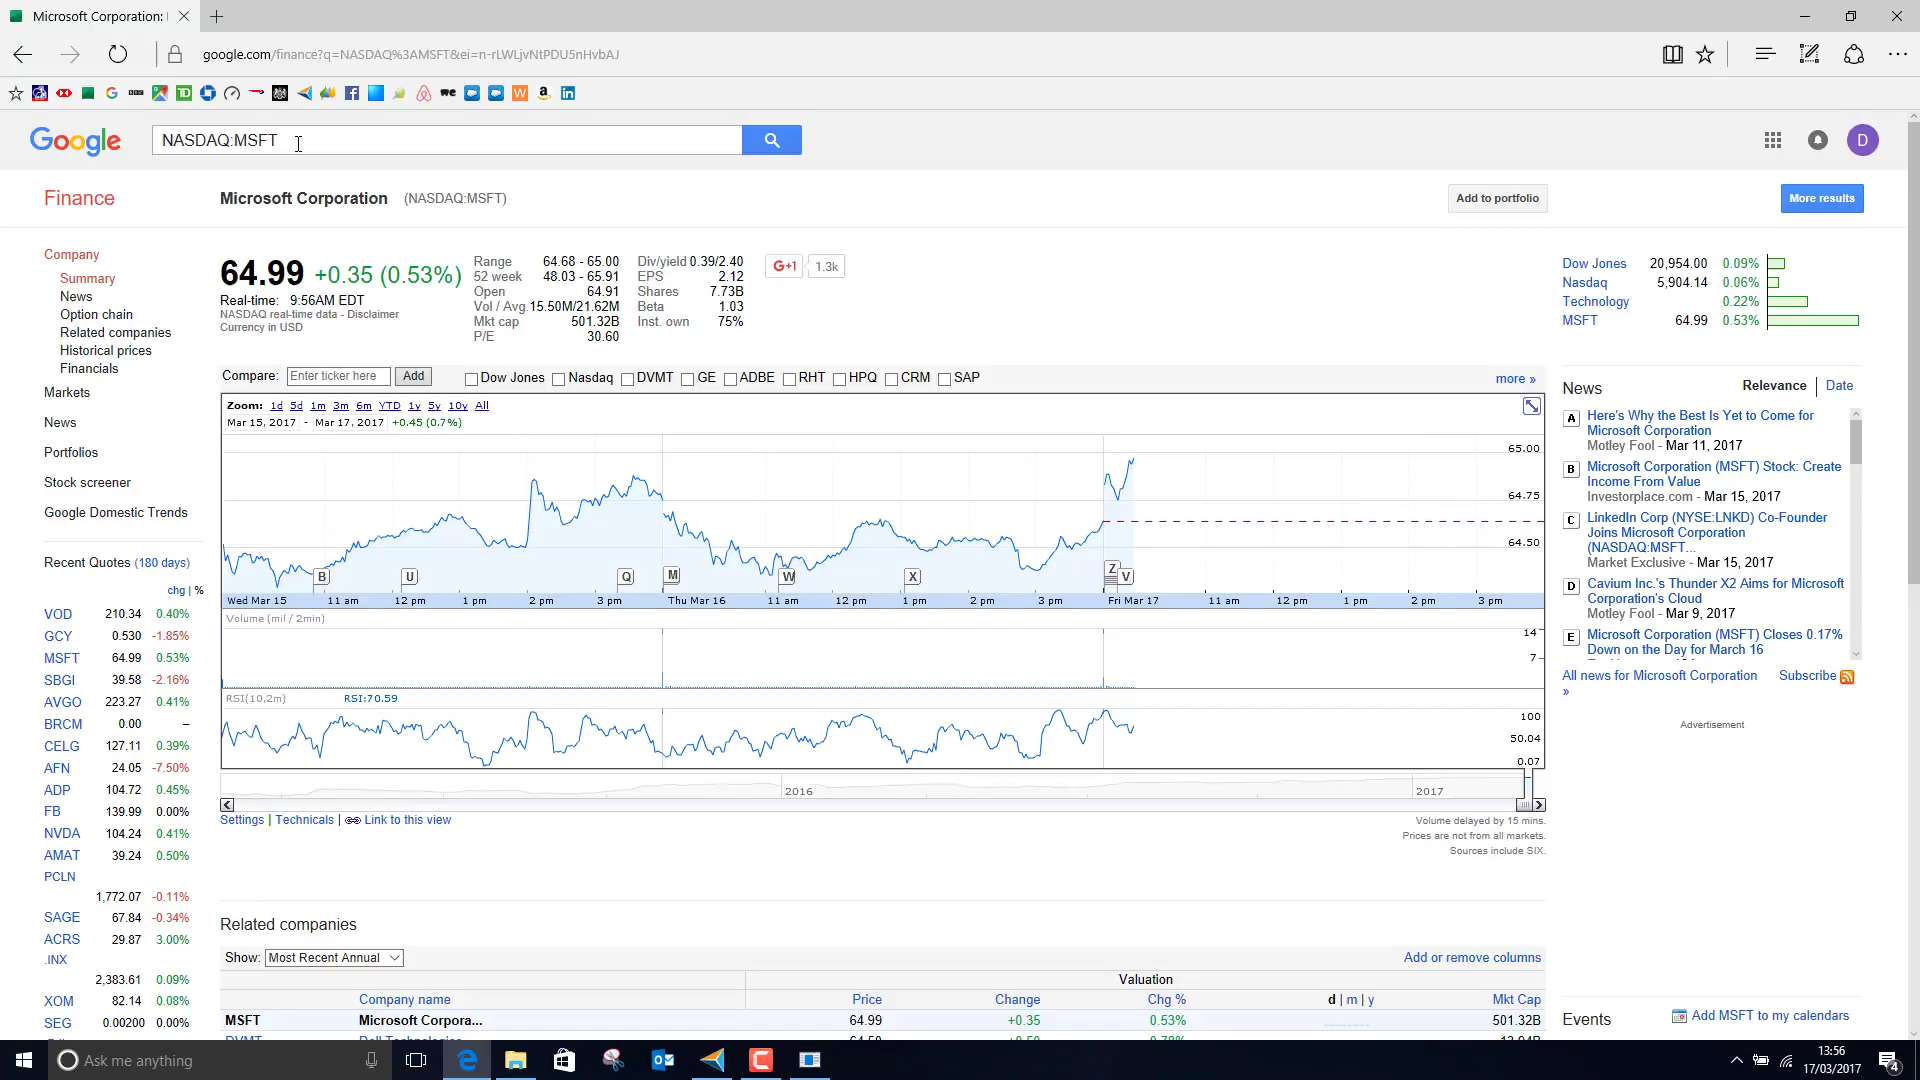 Microsoft Corporation:
google.com/finance?q=NASDAQ%3AMSFT&ei=n-rLWLjvNtPDU5nHvbAJ
Google
NASDAQ:MSFT
D
Finance
Microsoft Corporation (NASDAQ:MSFT)
Add to portfolio
More results
Company
Summary
News
Option chain
Related companies
Historical prices
Financials
Markets
News
Portfolios
Stock screener
Google Domestic Trends
Recent Quotes (180 days)
chg | %
VOD 210.34 0.40%
GCY 0.530 -1.85%
MSFT 64.99 0.53%
SBGI 39.58 -2.16%
AVGO 223.27 0.41%
BRCM 0.00 –
CELG 127.11 0.39%
AFN 24.05 -7.50%
ADP 104.72 0.45%
FB 139.99 0.00%
NVDA 104.24 0.41%
AMAT 39.24 0.50%
PCLN
1,772.07 -0.11%
SAGE 67.84 -0.34%
ACRS 29.87 3.00%
.INX
2,383.61 0.09%
XOM 82.14 0.08%
SEG 0.00200 0.00%
64.99 +0.35 (0.53%)
Real-time: 9:56AM EDT
NASDAQ real-time data - Disclaimer
Currency in USD
Range 64.68 - 65.00
52 week 48.03 - 65.91
Open 64.91
Vol / Avg. 15.50M/21.62M
Mkt cap 501.32B
P/E 30.60
Div/yield 0.39/2.40
EPS 2.12
Shares 7.73B
Beta 1.03
Inst. own 75%
G+1 1.3k
Compare: Enter ticker here Add Dow Jones Nasdaq DVMT GE ADBE RHT HPQ CRM SAP more »
Zoom: 1d 5d 1m 3m 6m YTD 1y 5y 10y All
Mar 15, 2017 - Mar 17, 2017 +0.45 (0.7%)
65.00
64.75
64.50
B U Q M W X Z V
Wed Mar 15 11 am 12 pm 1 pm 2 pm 3 pm Thu Mar 16 11 am 12 pm 1 pm 2 pm 3 pm Fri Mar 17 11 am 12 pm 1 pm 2 pm 3 pm
Volume (mil / 2min)
14
7
RSI(10,2m) RSI:70.59
100
50.04
0.07
2016 2017
Settings | Technicals | Link to this view
Volume delayed by 15 mins.
Prices are not from all markets.
Sources include SIX.
Related companies
Show: Most Recent Annual
Add or remove columns
Valuation
Company name Price Change Chg % d | m | y Mkt Cap
MSFT Microsoft Corpora... 64.99 +0.35 0.53% 501.32B
Dow Jones 20,954.00 0.09%
Nasdaq 5,904.14 0.06%
Technology 0.22%
MSFT 64.99 0.53%
News Relevance | Date
A Here's Why the Best Is Yet to Come for
Microsoft Corporation
Motley Fool - Mar 11, 2017
B Microsoft Corporation (MSFT) Stock: Create
Income From Value
Investorplace.com - Mar 15, 2017
C LinkedIn Corp (NYSE:LNKD) Co-Founder
Joins Microsoft Corporation
(NASDAQ:MSFT...
Market Exclusive - Mar 15, 2017
D Cavium Inc.'s Thunder X2 Aims for Microsoft
Corporation's Cloud
Motley Fool - Mar 9, 2017
E Microsoft Corporation (MSFT) Closes 0.17%
Down on the Day for March 16
All news for Microsoft Corporation
»
Subscribe
Advertisement
Events Add MSFT to my calendars
Ask me anything
13:56
17/03/2017
4